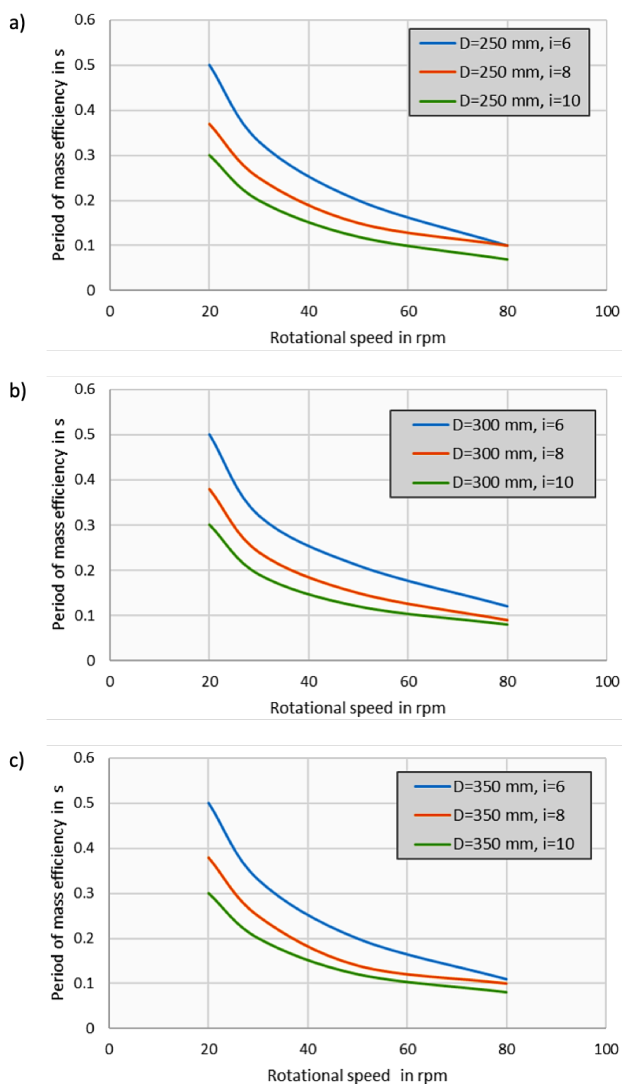 a)
Period of mass efficiency in s
0.6
0.5
0.4
0.3
0.2
0.1
0
D=250 mm, i=6
D=250 mm, i=8
D=250 mm, i=10
0 20 40 60 80 100
Rotational speed in rpm
b)
Period of mass efficiency in s
0.6
0.5
0.4
0.3
0.2
0.1
0
D=300 mm, i=6
D=300 mm, i=8
D=300 mm, i=10
0 20 40 60 80 100
Rotational speed in rpm
c)
Period of mass efficiency in s
0.6
0.5
0.4
0.3
0.2
0.1
0
D=350 mm, i=6
D=350 mm, i=8
D=350 mm, i=10
0 20 40 60 80 100
Rotational speed in rpm